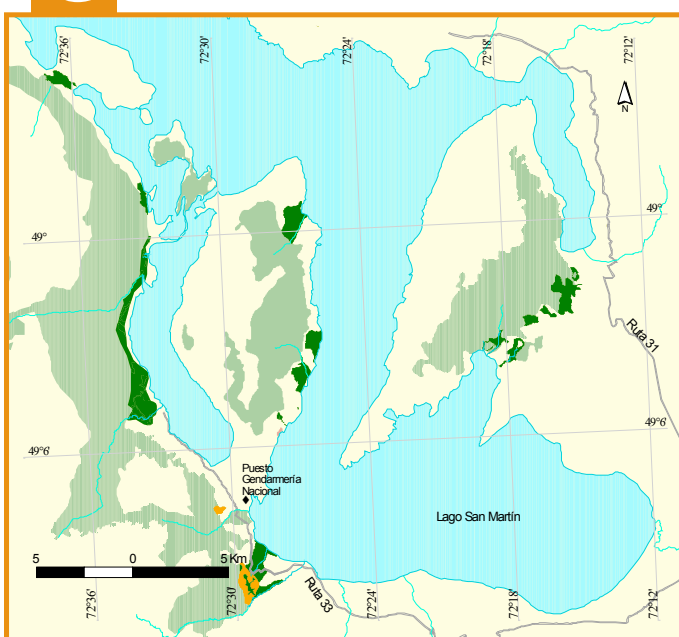 72°36'
72°30'
72°24'
72°18'
72°12'
N
49°
49°
Ruta 31
49°6'
49°6'
Puesto
Gendarmería
Nacional
Lago San Martín
5 0 5 Km
Ruta 33
72°36'
72°30'
72°24'
72°18'
72°12'